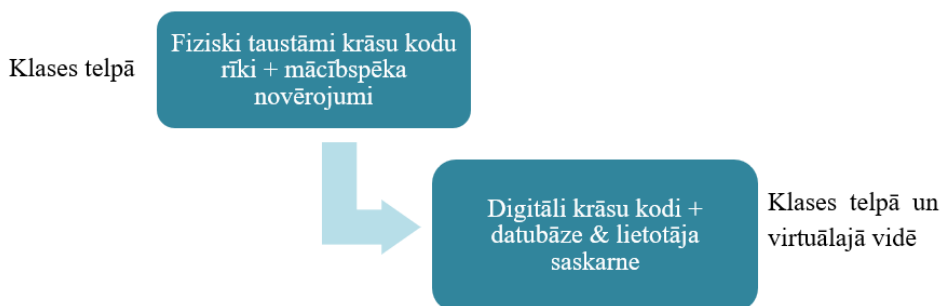 Klases telpā
Fiziski taustāmi krāsu kodu
rīki + mācībspēka
novērojumi
Digitāli krāsu kodi +
datubāze & lietotāja
saskarne
Klases telpā un
virtuālajā vidē